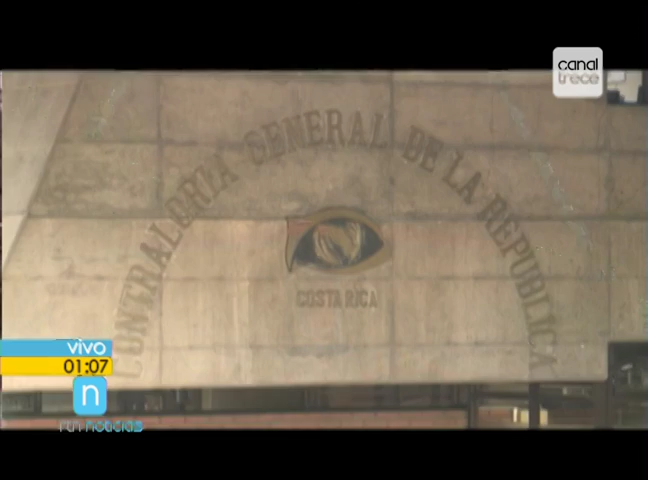 canal
trece
CONTRALORIA GENERAL DE LA REPUBLICA
COSTA RICA
vivo
01:07
n
noticias